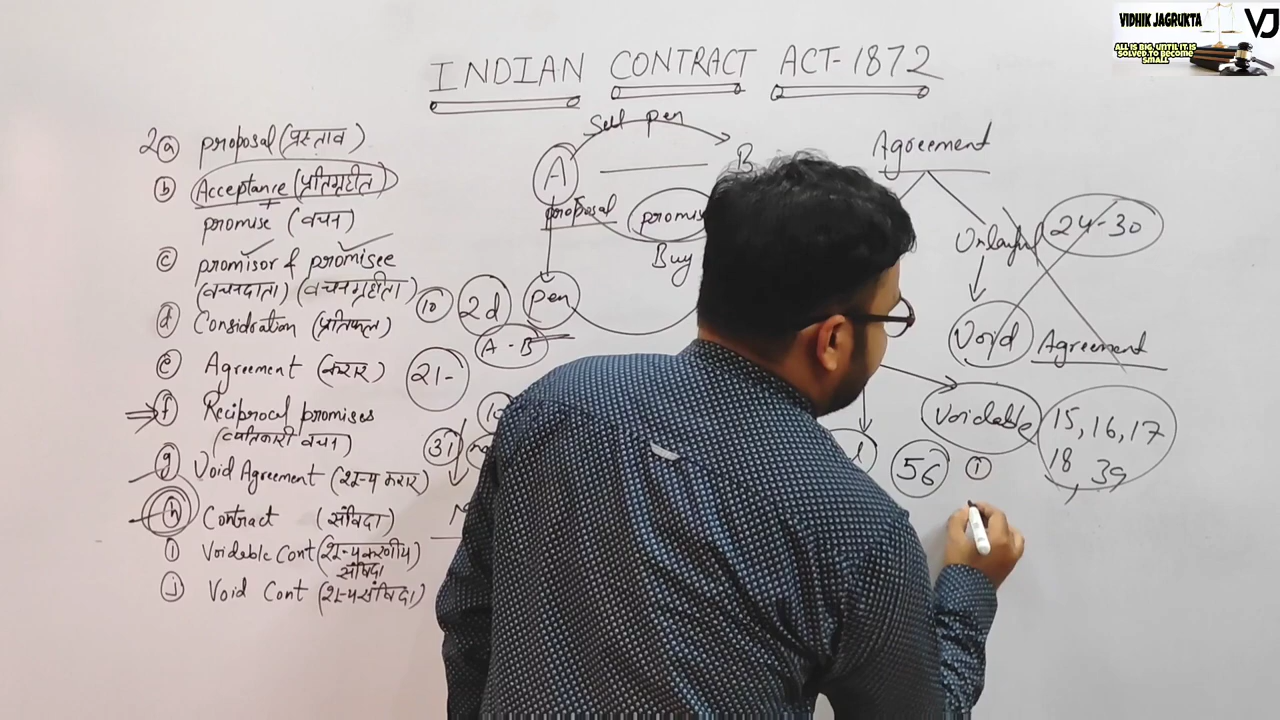 VIDHIK JAGRUKTA
VJ
ALL IS BIG, UNTIL IT IS
SOLVED TO BECOME
SMALL
INDIAN CONTRACT ACT-1872
2 a proposal (प्रस्ताव)
b Acceptance (प्रतिगृहीत)
+
promise (वचन)
c promisor & promisee
(वचनदाता) (वचनगृहीता)
d Considration (प्रतिफल)
e Agreement (करार)
f Reciprocal promises
(व्यतिकारी वचन)
g Void Agreement (शून्य करार)
h Contract (संविदा)
i Voidable Cont (शून्यकरणीय
संविदा
j Void Cont (शून्य संविदा)
Sell pen
A B
proposal promis
Buy
10 2d pen
A - B
21-
10
31
Agreement
Unlawful 24-30
Void Agreement
Voidable 15, 16, 17
18, 39
56 i